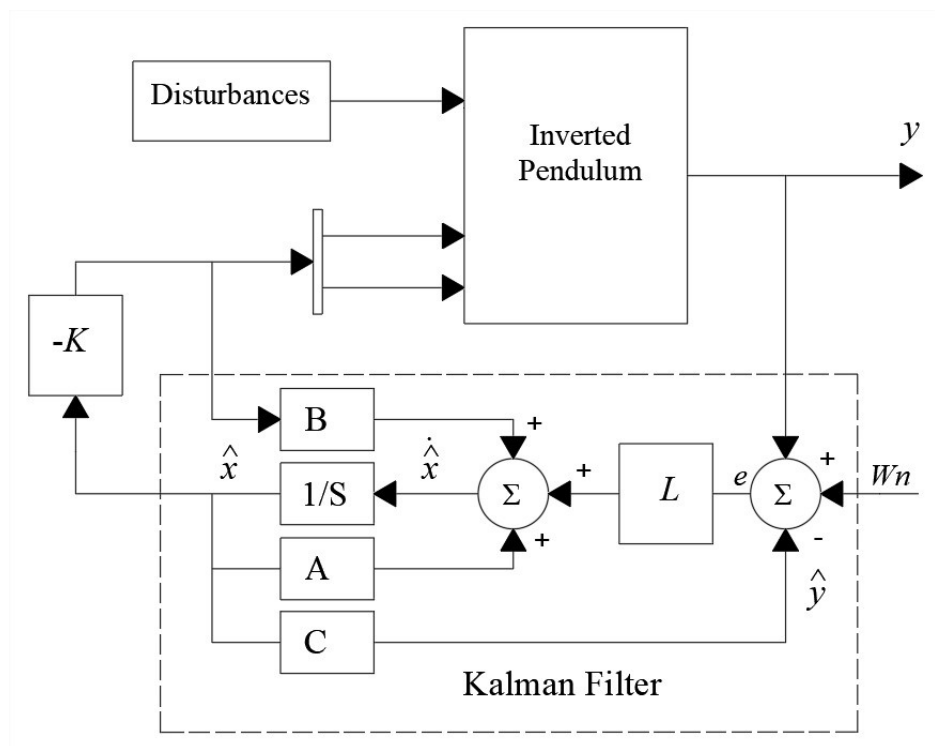 Disturbances
Inverted
Pendulum
y
-K
B
+
x̂
ẋ̂
1/S
Σ
+
L
e
Σ
+
Wn
-
ŷ
A
+
C
Kalman Filter